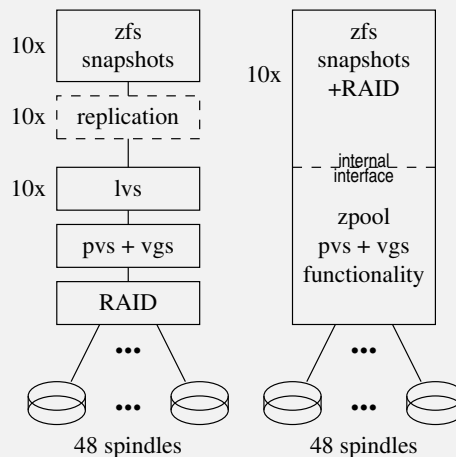 10x
zfs
snapshots
10x
replication
10x
lvs
pvs + vgs
RAID
•••
•••
48 spindles
10x
zfs
snapshots
+RAID
internal
interface
zpool
pvs + vgs
functionality
•••
•••
48 spindles